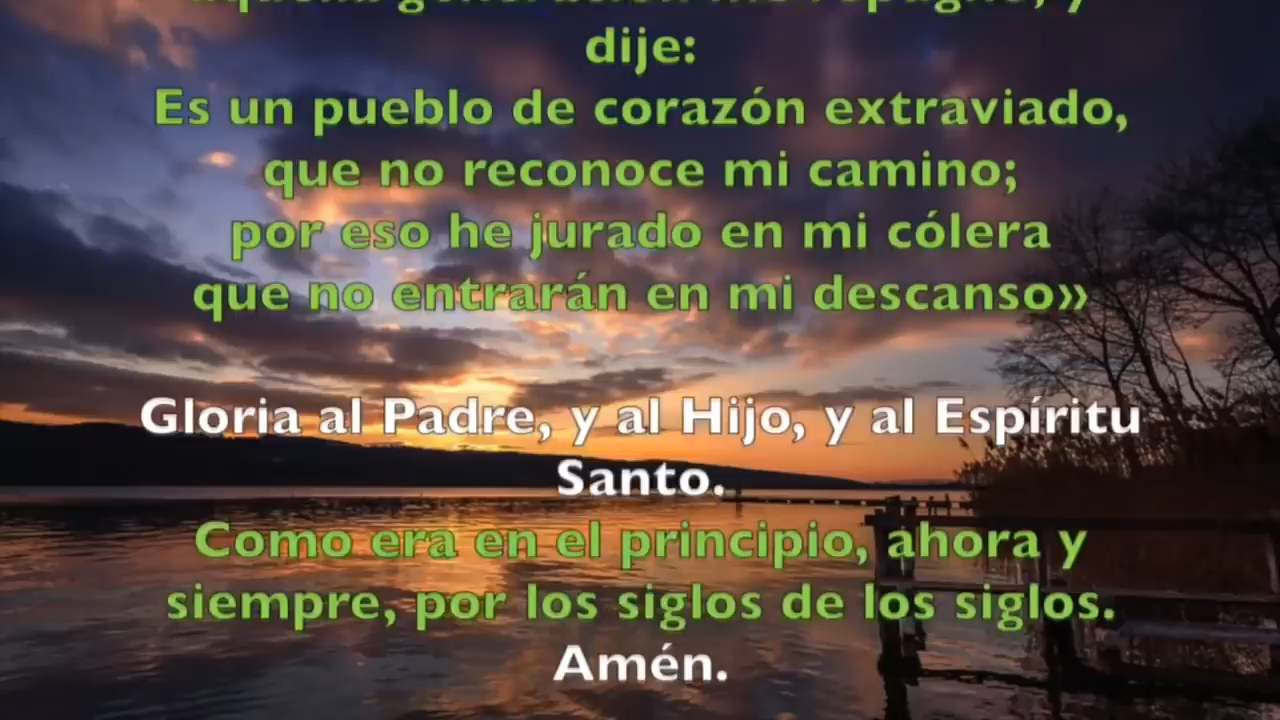 dije:
Es un pueblo de corazón extraviado,
que no reconoce mi camino;
por eso he jurado en mi cólera
que no entrarán en mi descanso»
Gloria al Padre, y al Hijo, y al Espíritu
Santo.
Como era en el principio, ahora y
siempre, por los siglos de los siglos.
Amén.